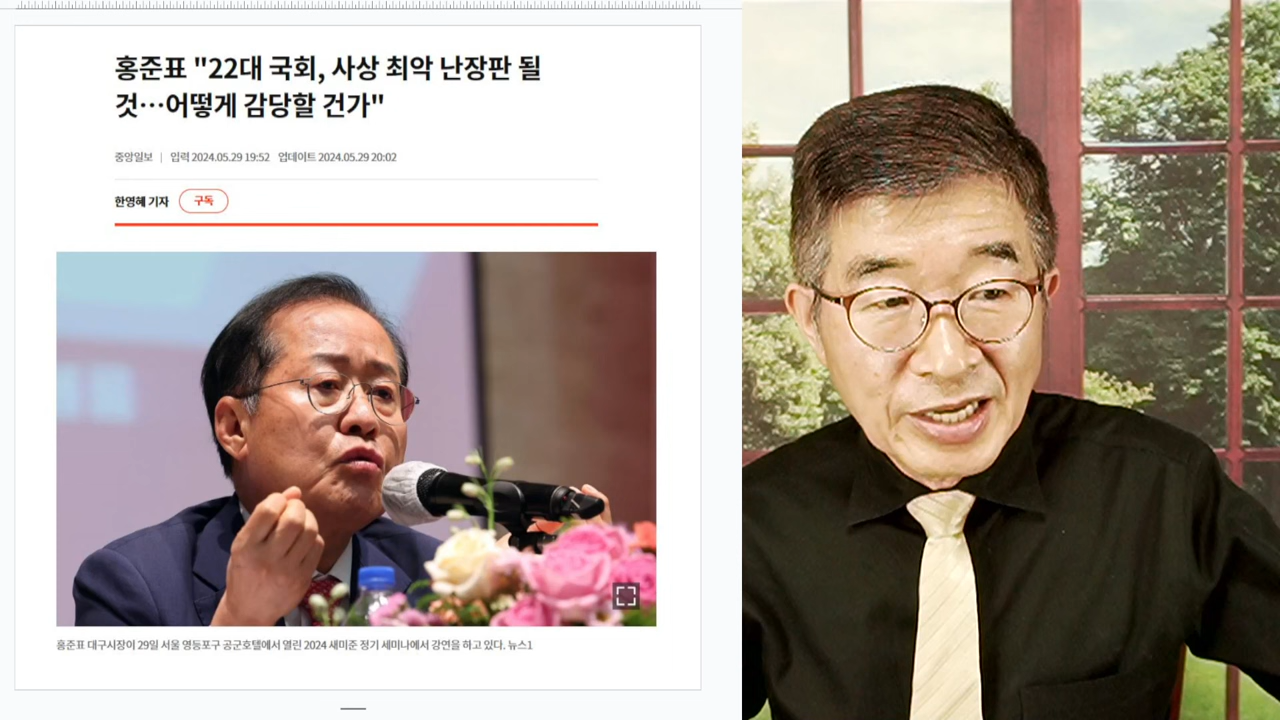 홍준표 "22대 국회, 사상 최악 난장판 될
것…어떻게 감당할 건가"
중앙일보 | 입력 2024.05.29 19:52 업데이트 2024.05.29 20:02
한영혜 기자 구독
홍준표 대구시장이 29일 서울 영등포구 공군호텔에서 열린 2024 새미준 정기 세미나에서 강연을 하고 있다. 뉴스1